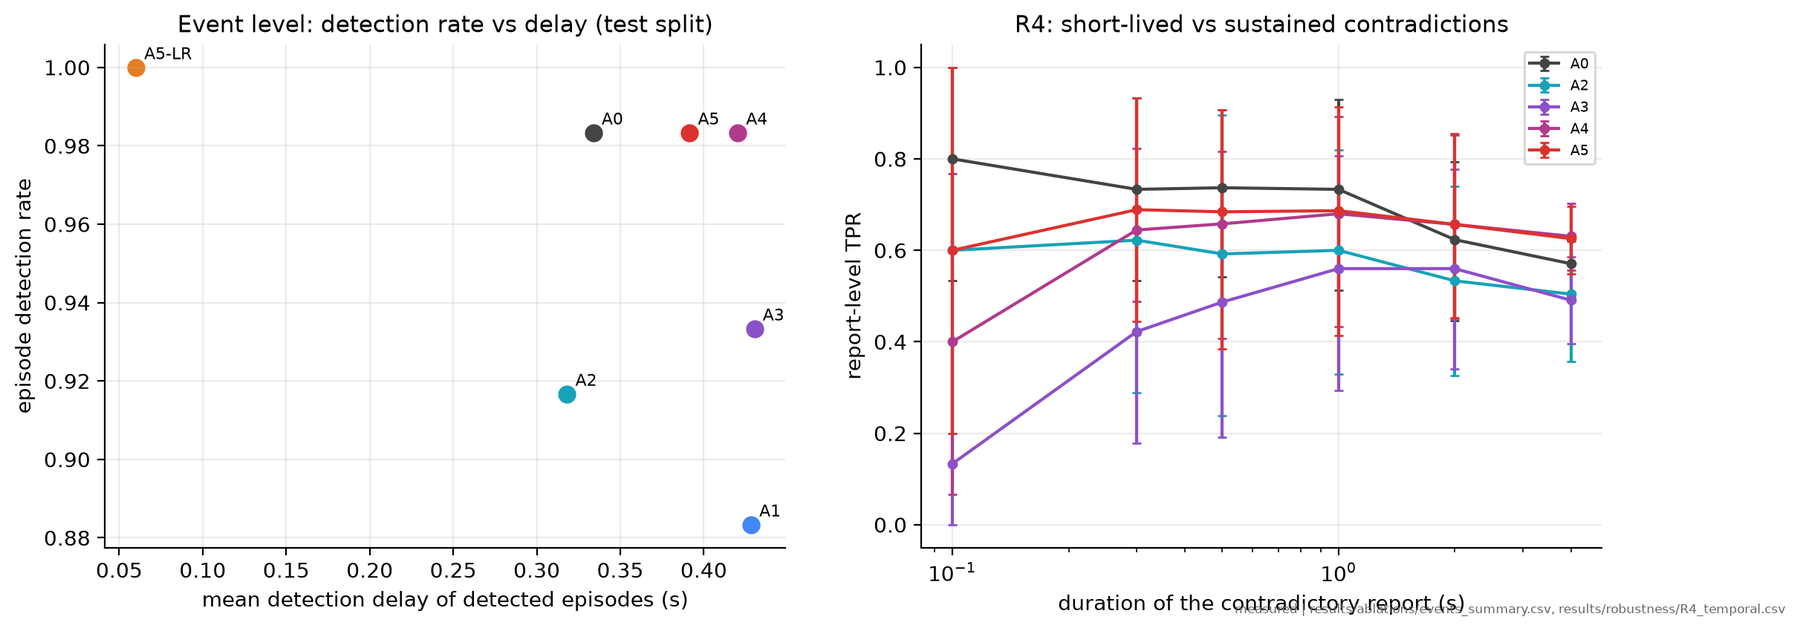 Event level: detection rate vs delay (test split)
1.00
0.98
0.96
0.94
0.92
0.90
0.88
episode detection rate
A5-LR
A0
A5
A4
A3
A2
A1
0.05 0.10 0.15 0.20 0.25 0.30 0.35 0.40
mean detection delay of detected episodes (s)
R4: short-lived vs sustained contradictions
1.0
0.8
0.6
0.4
0.2
0.0
report-level TPR
A0
A2
A3
A4
A5
10⁻¹ 10⁰
duration of the contradictory report (s)
measured | results/ablations/events_summary.csv, results/robustness/R4_temporal.csv